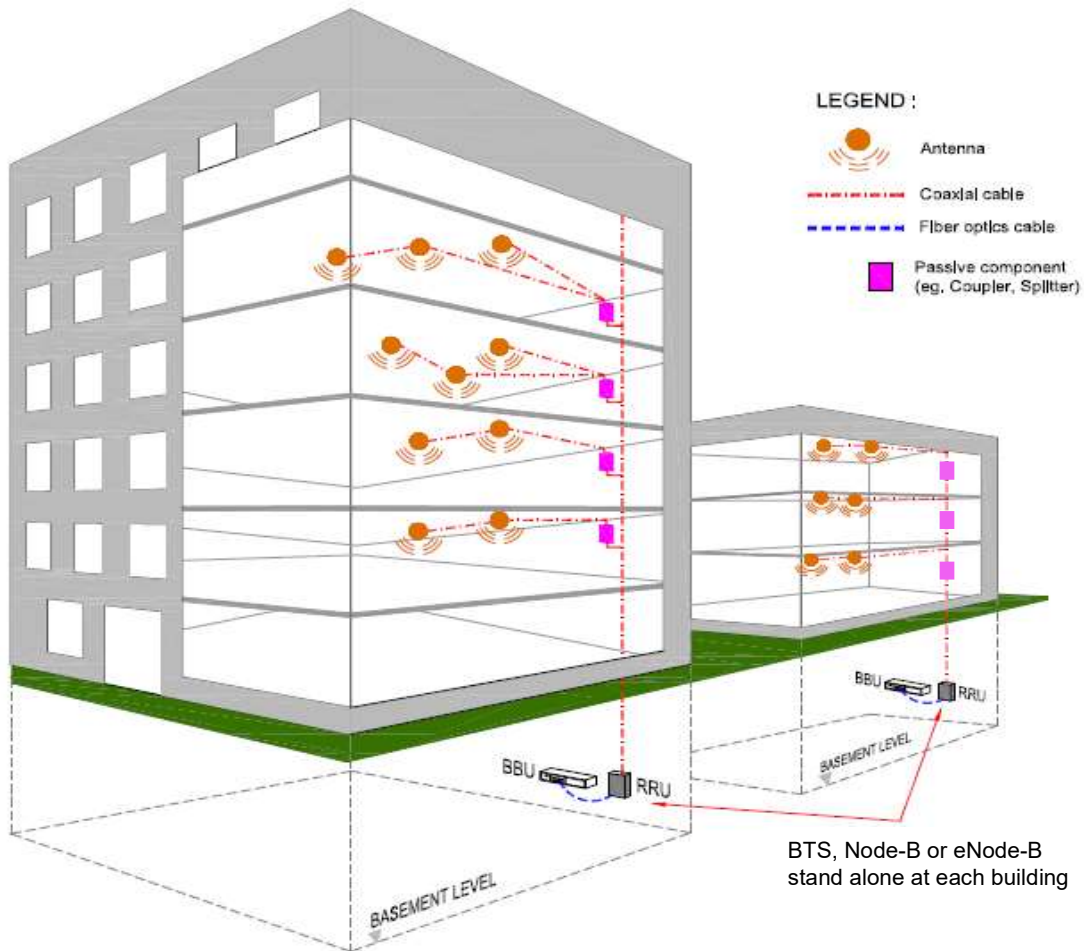 LEGEND :
Antenna
Coaxial cable
Fiber optics cable
Passive component
(eg. Coupler, Splitter)
BBU
RRU
BASEMENT LEVEL
BBU
RRU
BASEMENT LEVEL
BTS, Node-B or eNode-B
stand alone at each building